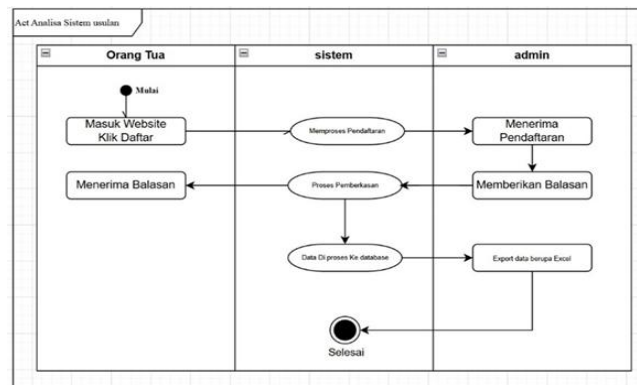 Act Analisa Sistem usulan
Orang Tua
sistem
admin
Mulai
Masuk Website
Klik Daftar
Memproses Pendaftaran
Menerima
Pendaftaran
Menerima Balasan
Proses Pemberkasan
Memberikan Balasan
Data Di proses Ke database
Export data berupa Excel
Selesai